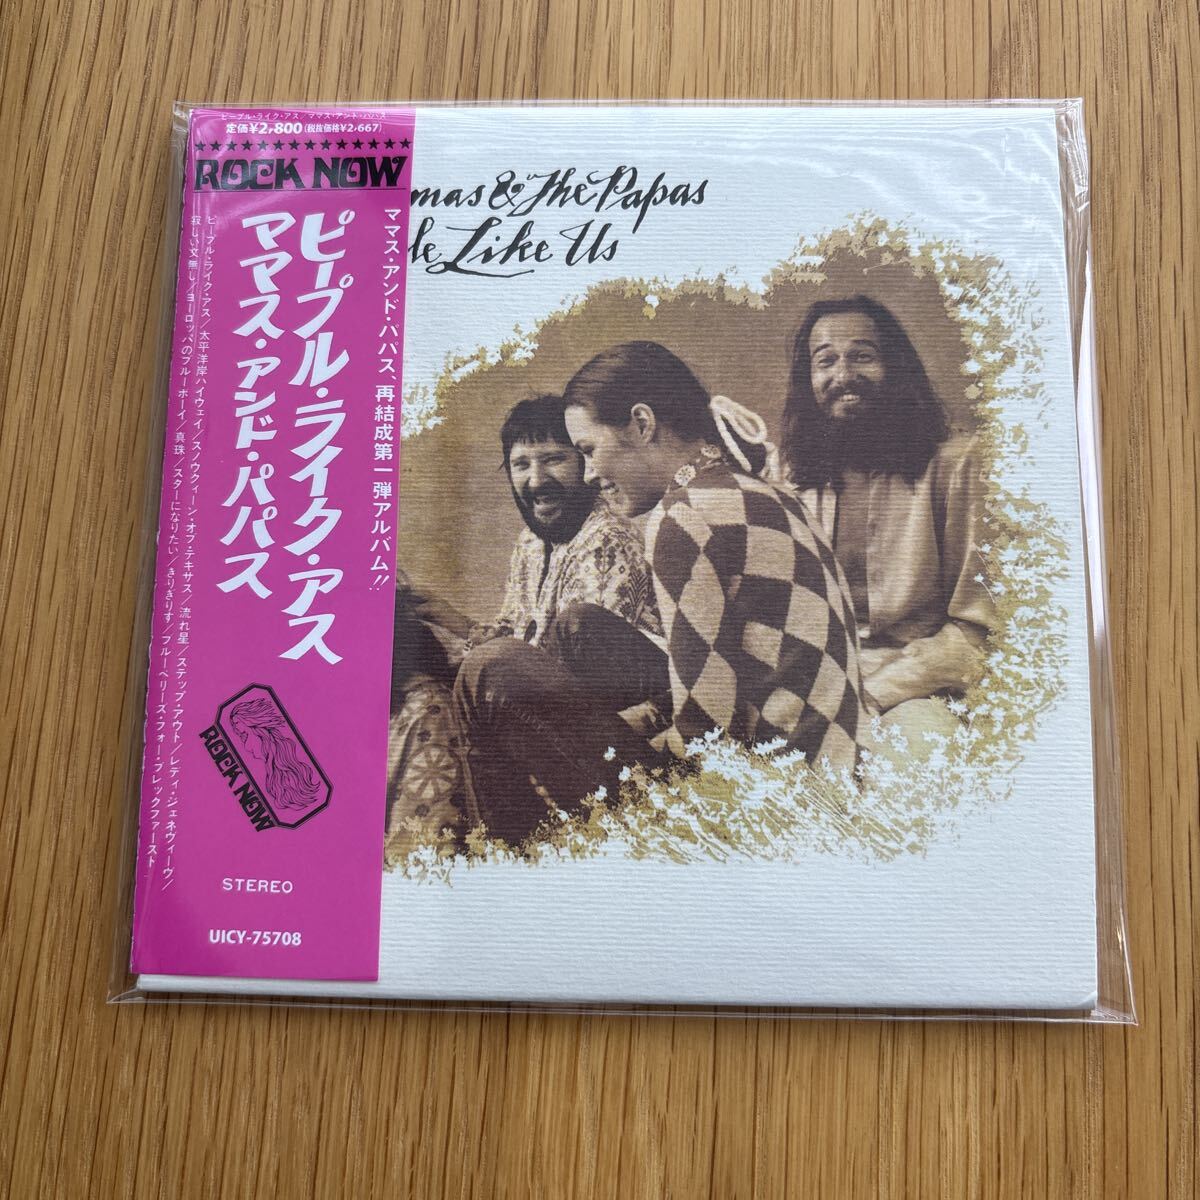 ピープル・ライク・アス/ママス・アンド・パパス
定価¥2,800(税抜価格¥2,667)
ROCK NOW
mas & The Papas
le Like Us
ママス・アンド・パパス、再結成第一弾アルバム!!
ピープル・ライク・アス
ママス・アンド・パパス
ピープル・ライク・アス/太平洋岸ハイウェイ/スノウクィーン・オブ・テキサス/流れ星/ステップ・アウト/レディ・ジェネヴィーヴ/
寂しい文無し/ヨーロッパのブルーボーイ/真珠/スターになりたい/きりぎりす/ブルーベリーズ・フォー・ブレックファースト
ROCK NOW
STEREO
UICY-75708